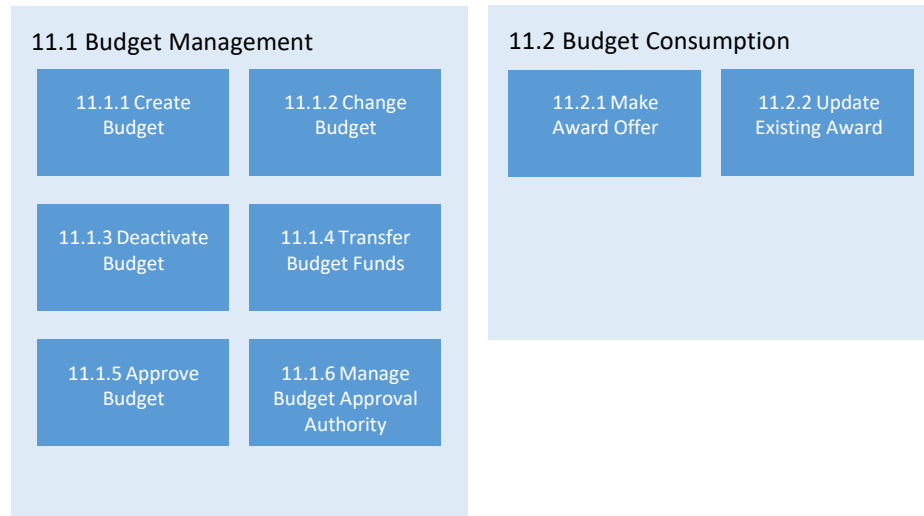 11.1 Budget Management
11.1.1 Create
Budget
11.1.2 Change
Budget
11.1.3 Deactivate
Budget
11.1.4 Transfer
Budget Funds
11.1.5 Approve
Budget
11.1.6 Manage
Budget Approval
Authority
11.2 Budget Consumption
11.2.1 Make
Award Offer
11.2.2 Update
Existing Award